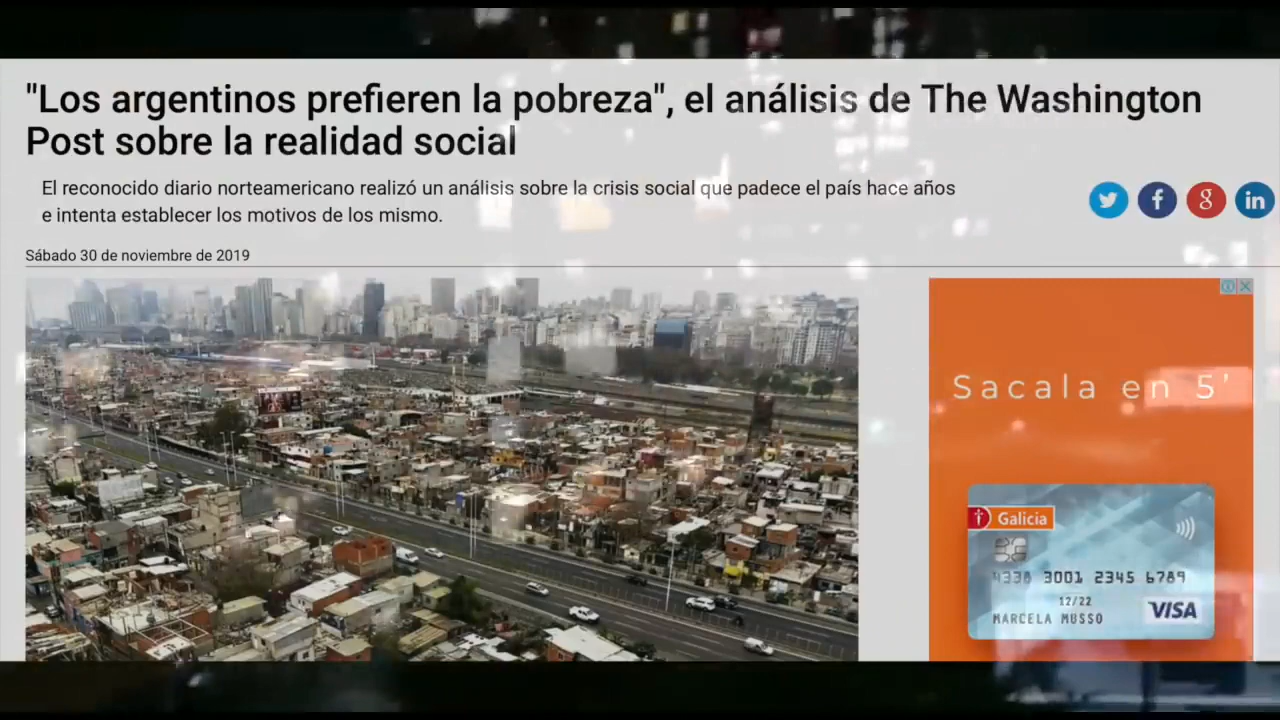 "Los argentinos prefieren la pobreza", el análisis de The Washington
Post sobre la realidad social
El reconocido diario norteamericano realizó un análisis sobre la crisis social que padece el país hace años
e intenta establecer los motivos de los mismo.
Sábado 30 de noviembre de 2019
Sacala en 5'
Galicia
4338 3001 2345 6789
12/22
MARCELA MUSSO
VISA